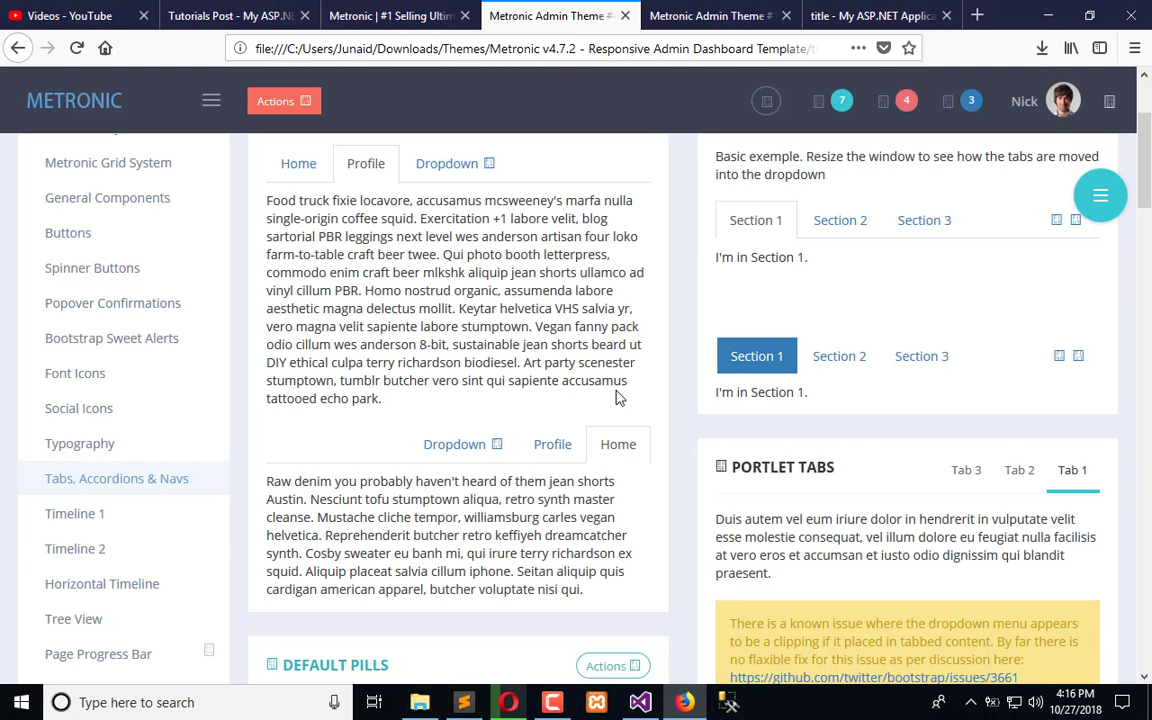 Videos - YouTube
Tutorials Post - My ASP.NE
Metronic | #1 Selling Ultim
Metronic Admin Theme #
Metronic Admin Theme #
title - My ASP.NET Applica
file:///C:/Users/Junaid/Downloads/Themes/Metronic v4.7.2 - Responsive Admin Dashboard Template/
METRONIC
Actions
7
4
3
Nick
Metronic Grid System
General Components
Buttons
Spinner Buttons
Popover Confirmations
Bootstrap Sweet Alerts
Font Icons
Social Icons
Typography
Tabs, Accordions & Navs
Timeline 1
Timeline 2
Horizontal Timeline
Tree View
Page Progress Bar
Home Profile Dropdown
Food truck fixie locavore, accusamus mcsweeney's marfa nulla
single-origin coffee squid. Exercitation +1 labore velit, blog
sartorial PBR leggings next level wes anderson artisan four loko
farm-to-table craft beer twee. Qui photo booth letterpress,
commodo enim craft beer mlkshk aliquip jean shorts ullamco ad
vinyl cillum PBR. Homo nostrud organic, assumenda labore
aesthetic magna delectus mollit. Keytar helvetica VHS salvia yr,
vero magna velit sapiente labore stumptown. Vegan fanny pack
odio cillum wes anderson 8-bit, sustainable jean shorts beard ut
DIY ethical culpa terry richardson biodiesel. Art party scenester
stumptown, tumblr butcher vero sint qui sapiente accusamus
tattooed echo park.
Dropdown Profile Home
Raw denim you probably haven't heard of them jean shorts
Austin. Nesciunt tofu stumptown aliqua, retro synth master
cleanse. Mustache cliche tempor, williamsburg carles vegan
helvetica. Reprehenderit butcher retro keffiyeh dreamcatcher
synth. Cosby sweater eu banh mi, qui irure terry richardson ex
squid. Aliquip placeat salvia cillum iphone. Seitan aliquip quis
cardigan american apparel, butcher voluptate nisi qui.
DEFAULT PILLS
Actions
Basic exemple. Resize the window to see how the tabs are moved
into the dropdown
Section 1 Section 2 Section 3
I'm in Section 1.
Section 1 Section 2 Section 3
I'm in Section 1.
PORTLET TABS
Tab 3 Tab 2 Tab 1
Duis autem vel eum iriure dolor in hendrerit in vulputate velit
esse molestie consequat, vel illum dolore eu feugiat nulla facilisis
at vero eros et accumsan et iusto odio dignissim qui blandit
praesent.
There is a known issue where the dropdown menu appears
to be a clipping if it placed in tabbed content. By far there is
no flaxible fix for this issue as per discussion here:
https://github.com/twitter/bootstrap/issues/3661
Type here to search
4:16 PM
10/27/2018